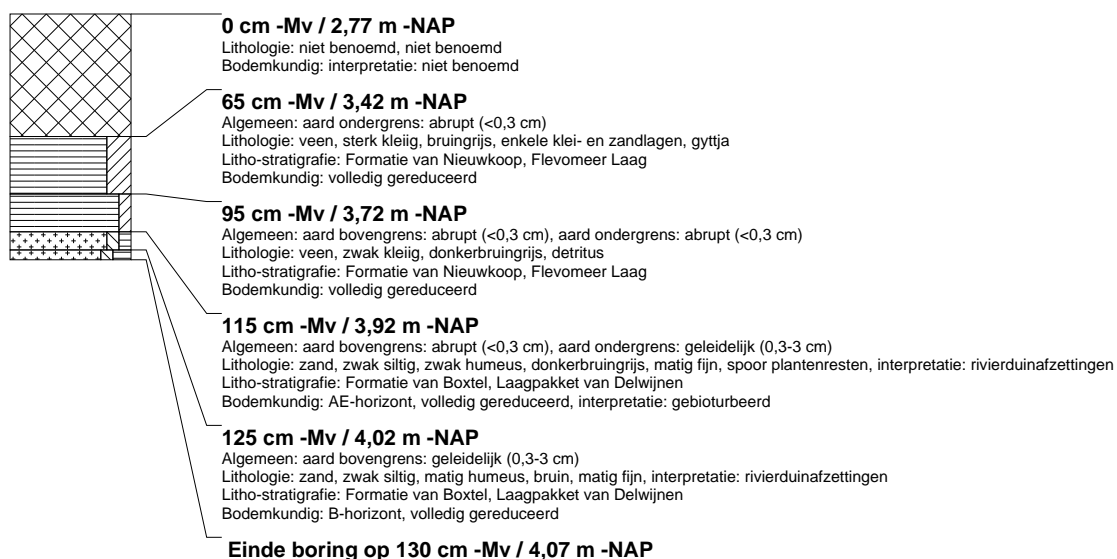 0 cm -Mv / 2,77 m -NAP
Lithologie: niet benoemd, niet benoemd
Bodemkundig: interpretatie: niet benoemd
65 cm -Mv / 3,42 m -NAP
Algemeen: aard ondergrens: abrupt (<0,3 cm)
Lithologie: veen, sterk kleiig, bruingrijs, enkele klei- en zandlagen, gyttja
Litho-stratigrafie: Formatie van Nieuwkoop, Flevomeer Laag
Bodemkundig: volledig gereduceerd
95 cm -Mv / 3,72 m -NAP
Algemeen: aard bovengrens: abrupt (<0,3 cm), aard ondergrens: abrupt (<0,3 cm)
Lithologie: veen, zwak kleiig, donkerbruingrijs, detritus
Litho-stratigrafie: Formatie van Nieuwkoop, Flevomeer Laag
Bodemkundig: volledig gereduceerd
115 cm -Mv / 3,92 m -NAP
Algemeen: aard bovengrens: abrupt (<0,3 cm), aard ondergrens: geleidelijk (0,3-3 cm)
Lithologie: zand, zwak siltig, zwak humeus, donkerbruingrijs, matig fijn, spoor plantenresten, interpretatie: rivierduinafzettingen
Litho-stratigrafie: Formatie van Boxtel, Laagpakket van Delwijnen
Bodemkundig: AE-horizont, volledig gereduceerd, interpretatie: gebioturbeerd
125 cm -Mv / 4,02 m -NAP
Algemeen: aard bovengrens: geleidelijk (0,3-3 cm)
Lithologie: zand, zwak siltig, matig humeus, bruin, matig fijn, interpretatie: rivierduinafzettingen
Litho-stratigrafie: Formatie van Boxtel, Laagpakket van Delwijnen
Bodemkundig: B-horizont, volledig gereduceerd
Einde boring op 130 cm -Mv / 4,07 m -NAP